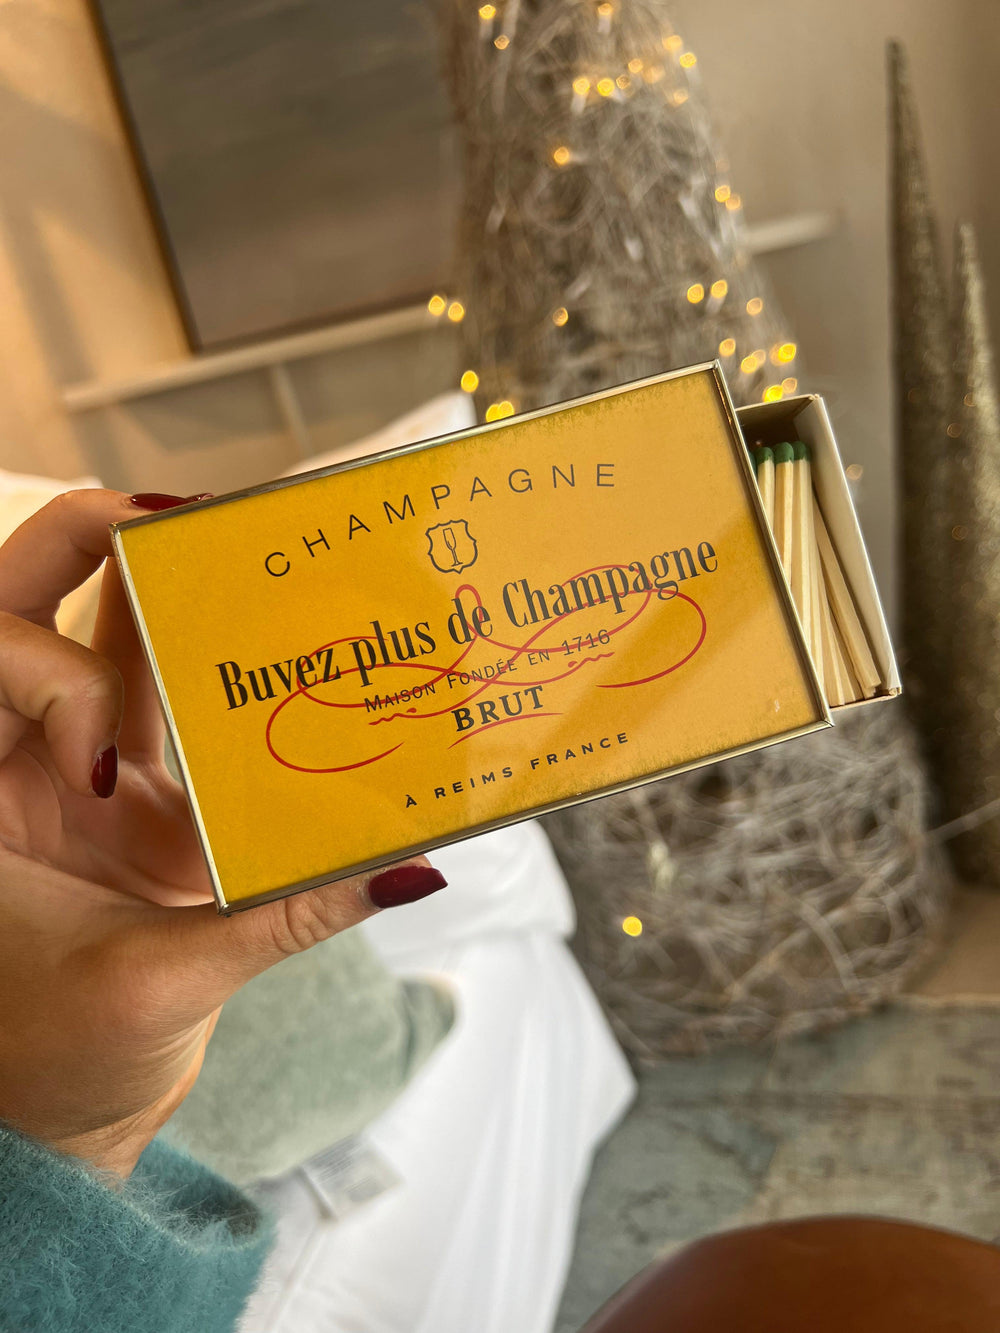 CHAMPAGNE
Buvez plus de Champagne
MAISON FONDÉE EN 1716
BRUT
À REIMS FRANCE